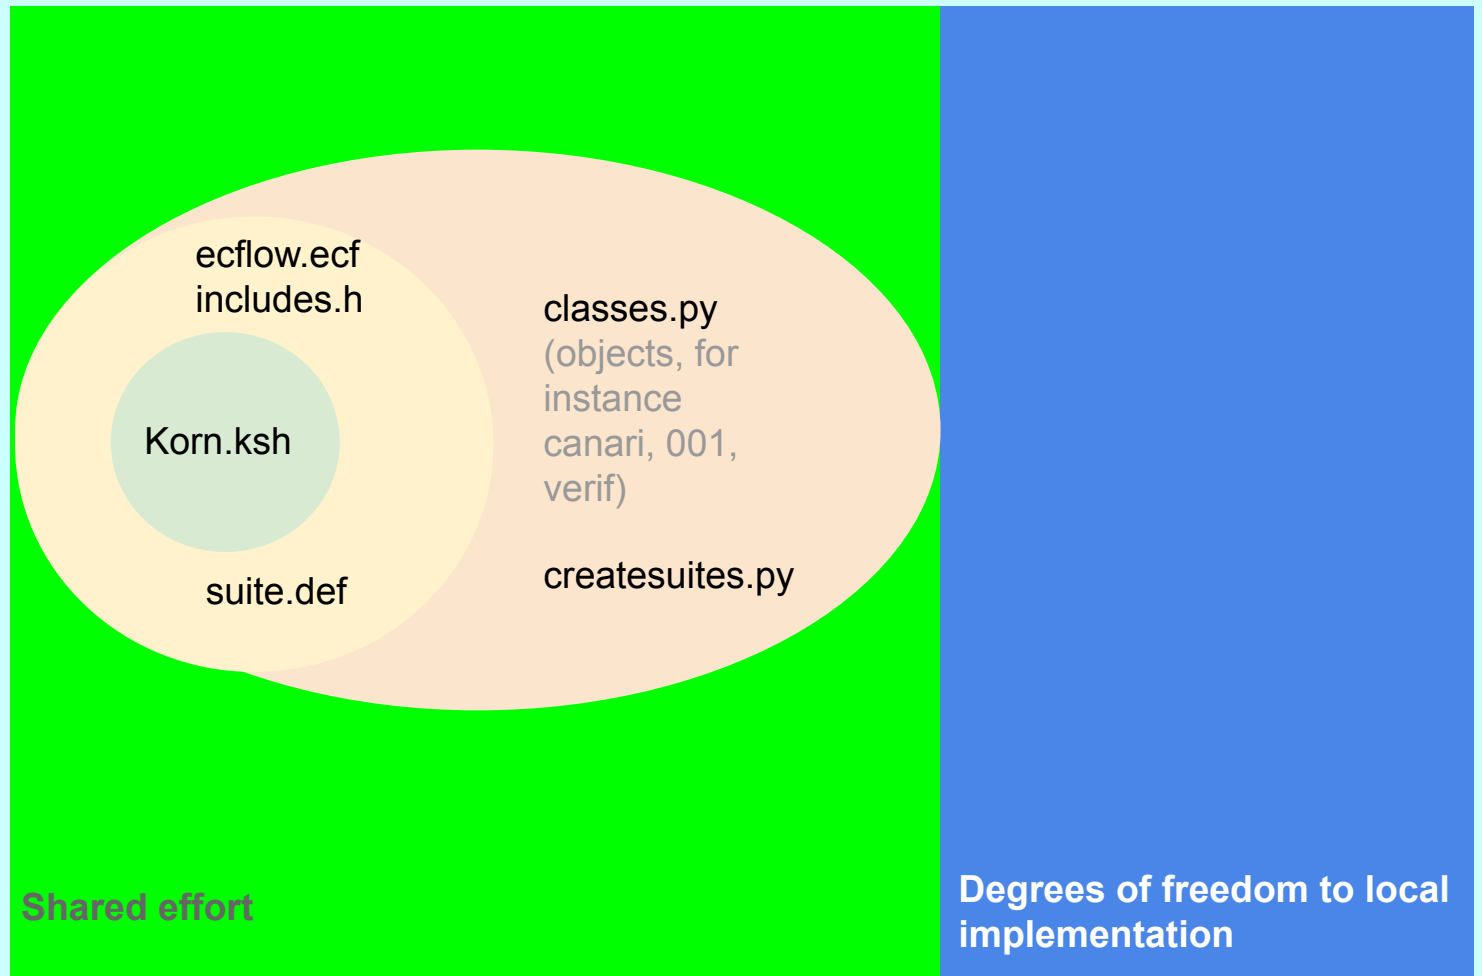 ecflow.ecf
includes.h
Korn.ksh
suite.def
classes.py
(objects, for
instance
canari, 001,
verif)
createsuites.py
Shared effort
Degrees of freedom to local
implementation